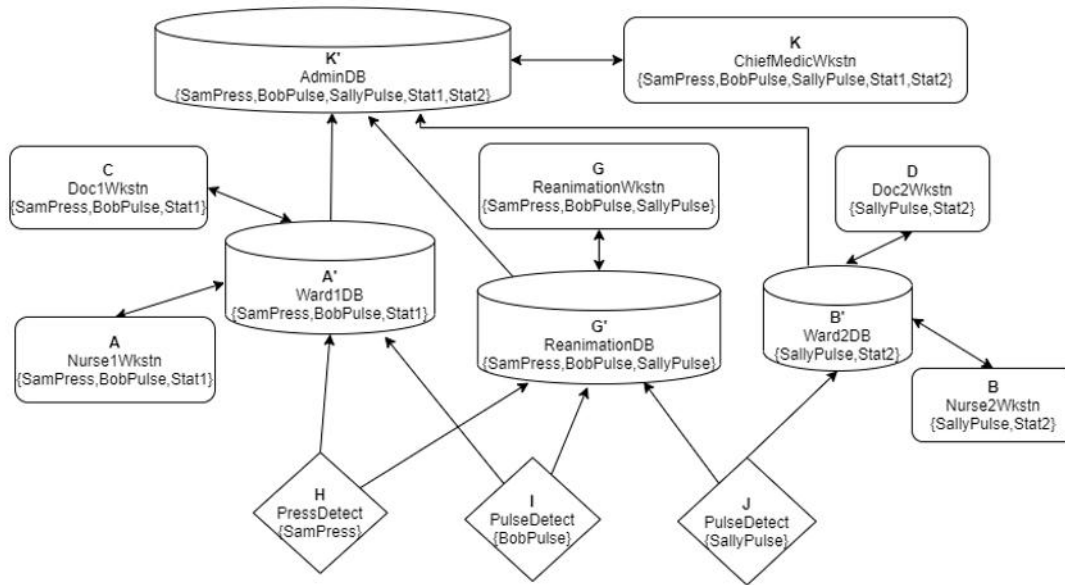 K'
AdminDB
{SamPress,BobPulse,SallyPulse,Stat1,Stat2}
K
ChiefMedicWkstn
{SamPress,BobPulse,SallyPulse,Stat1,Stat2}
C
Doc1Wkstn
{SamPress,BobPulse,Stat1}
G
ReanimationWkstn
{SamPress,BobPulse,SallyPulse}
D
Doc2Wkstn
{SallyPulse,Stat2}
A'
Ward1DB
{SamPress,BobPulse,Stat1}
G'
ReanimationDB
{SamPress,BobPulse,SallyPulse}
B'
Ward2DB
{SallyPulse,Stat2}
A
Nurse1Wkstn
{SamPress,BobPulse,Stat1}
B
Nurse2Wkstn
{SallyPulse,Stat2}
H
PressDetect
{SamPress}
I
PulseDetect
{BobPulse}
J
PulseDetect
{SallyPulse}